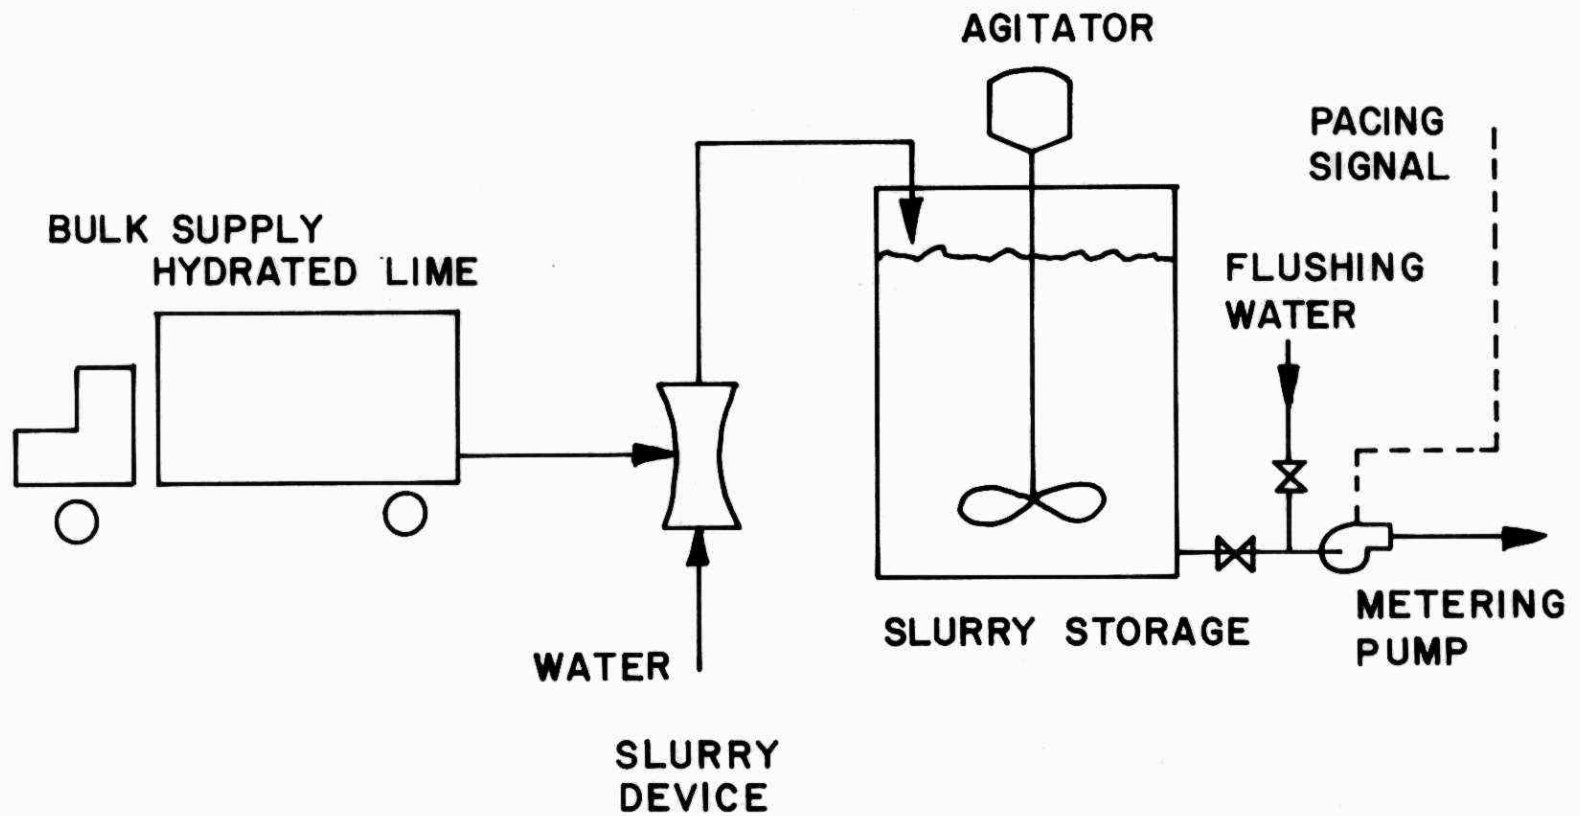 AGITATOR
PACING
SIGNAL
BULK SUPPLY
HYDRATED LIME
FLUSHING
WATER
SLURRY STORAGE
METERING
PUMP
WATER
SLURRY
DEVICE